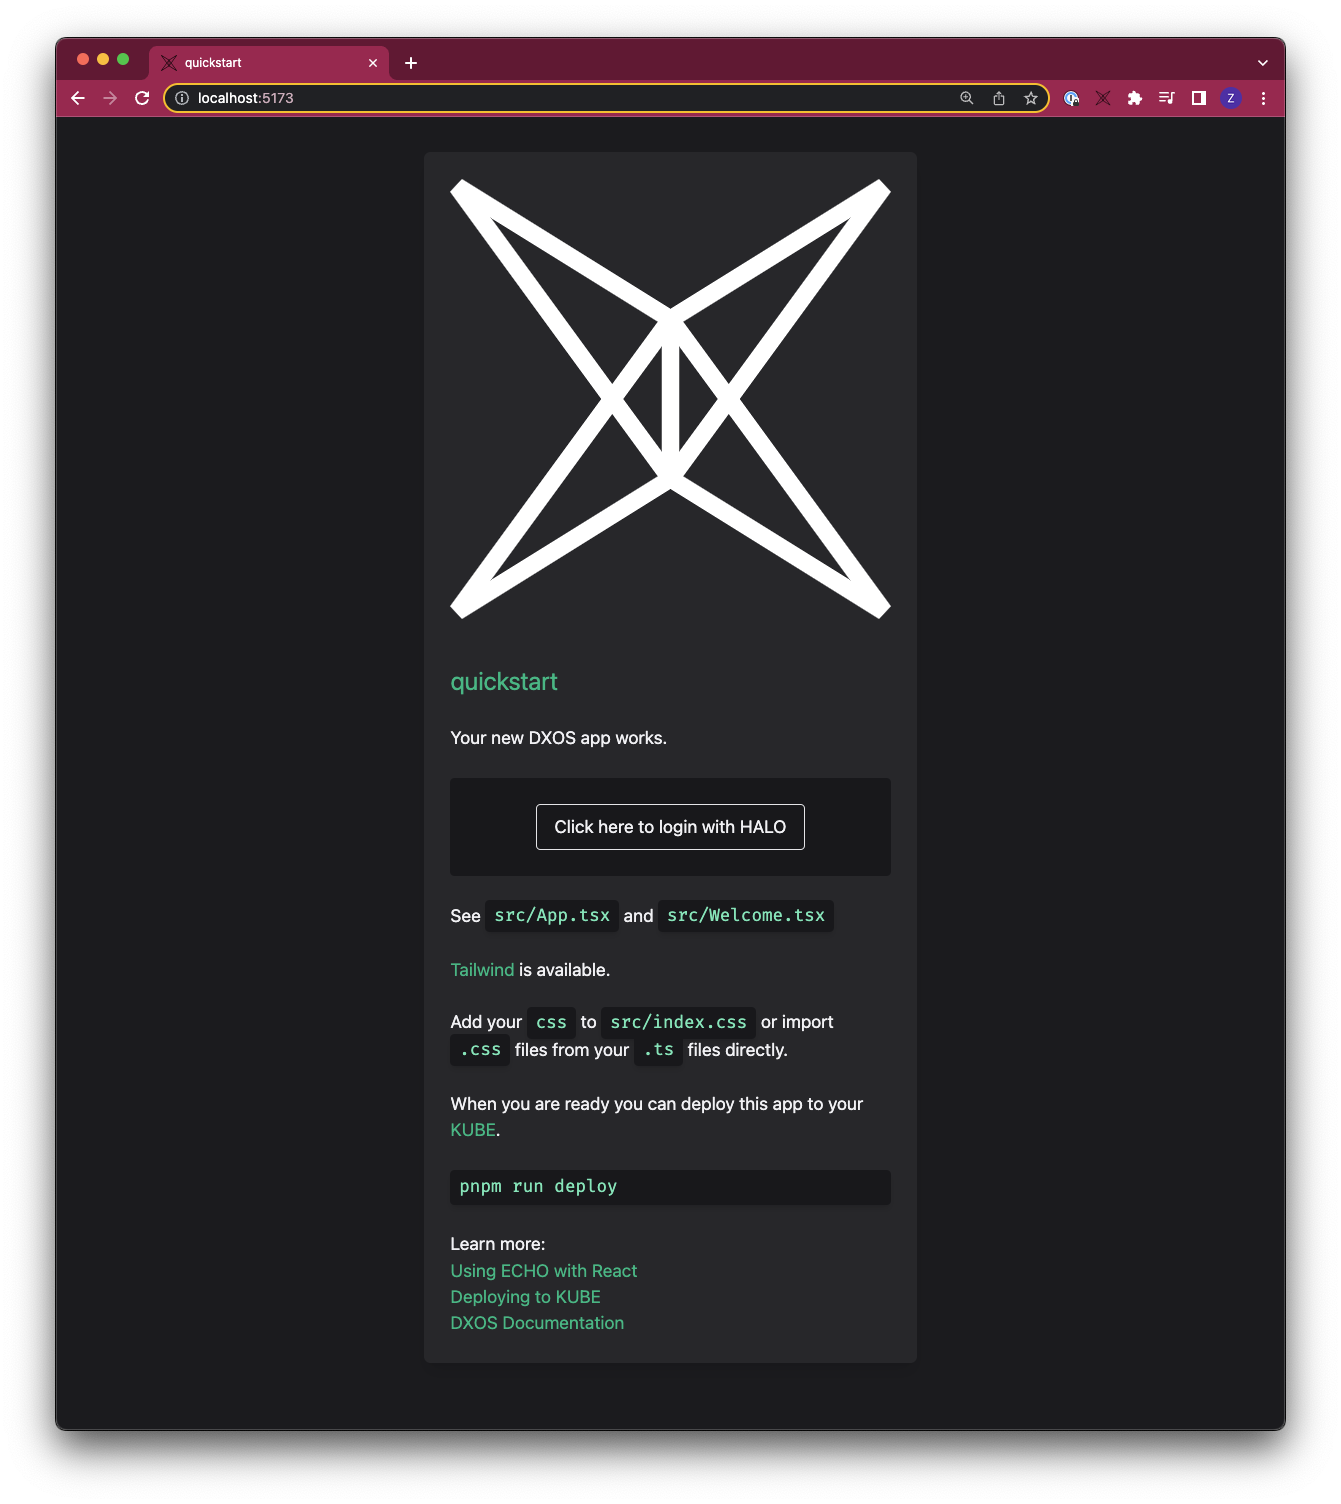 quickstart
localhost:5173
Z
quickstart
Your new DXOS app works.
Click here to login with HALO
See src/App.tsx and src/Welcome.tsx
Tailwind is available.
Add your css to src/index.css or import
.css files from your .ts files directly.
When you are ready you can deploy this app to your
KUBE.
pnpm run deploy
Learn more:
Using ECHO with React
Deploying to KUBE
DXOS Documentation